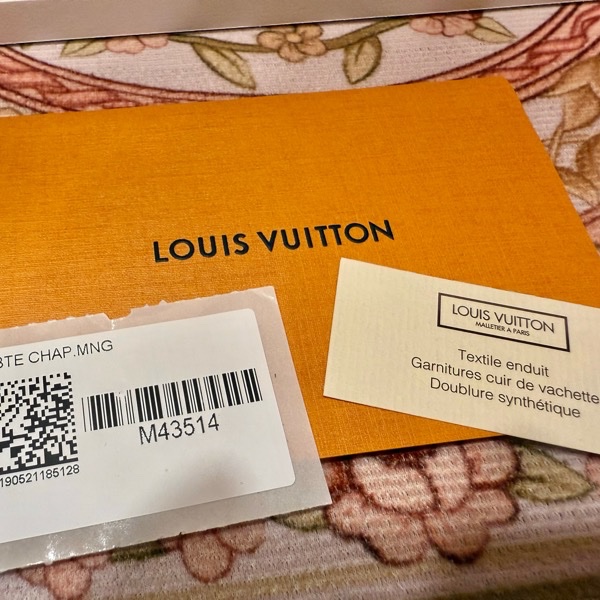 LOUIS VUITTON
BTE CHAP.MNG
M43514
190521185128
LOUIS VUITTON
MALLETIER A PARIS
Textile enduit
Garnitures cuir de vachette
Doublure synthétique